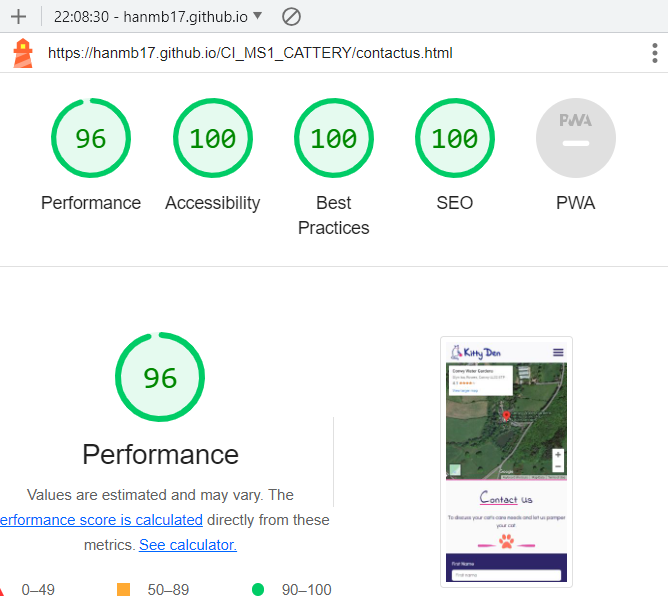 22:08:30 - hanmb17.github.io
https://hanmb17.github.io/CI_MS1_CATTERY/contactus.html
96 100 100 100 PWA
Performance Accessibility Best Practices SEO PWA
96
Performance
Values are estimated and may vary. The
erformance score is calculated directly from these
metrics. See calculator.
0–49 50–89 90–100
Kitty Den
View larger map
Google
Contact us
To discuss your cat's care needs and let us pamper
your cat
First Name
First name